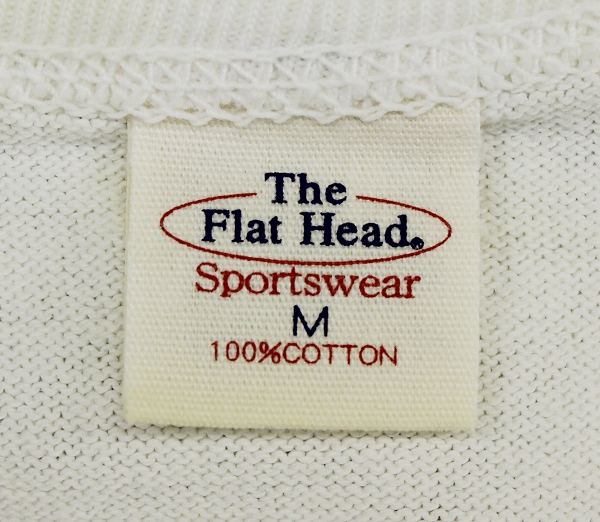 The
Flat Head®
Sportswear
M
100%COTTON